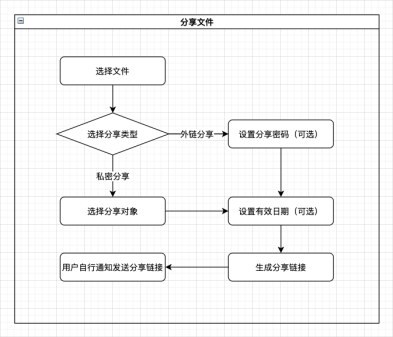 分享文件
选择文件
选择分享类型
外链分享
设置分享密码（可选）
私密分享
选择分享对象
设置有效日期（可选）
用户自行通知发送分享链接
生成分享链接